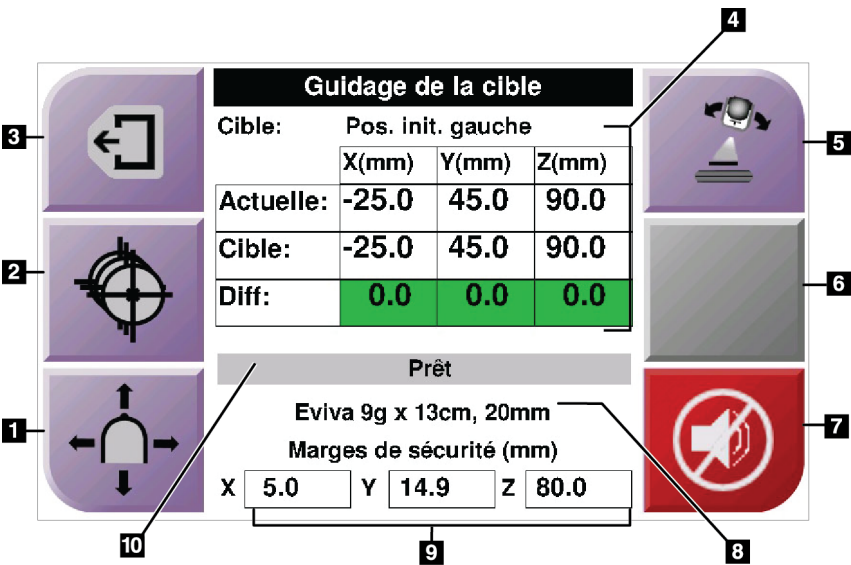 4
Guidage de la cible
Cible: Pos. init. gauche
3
5
X(mm) Y(mm) Z(mm)
Actuelle: -25.0 45.0 90.0
Cible: -25.0 45.0 90.0
2
6
Diff: 0.0 0.0 0.0
Prêt
Eviva 9g x 13cm, 20mm
1
7
Marges de sécurité (mm)
X 5.0 Y 14.9 Z 80.0
10
9
8